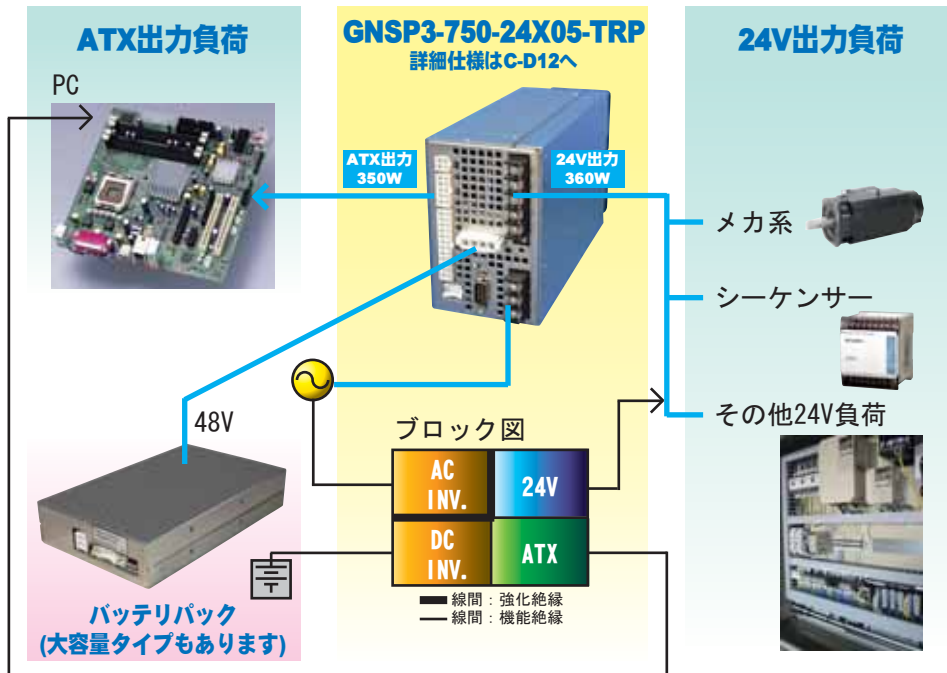 ATX出力負荷
PC
GNSP3-750-24X05-TRP
詳細仕様はC-D12へ
ATX出力
350W
24V出力
360W
24V出力負荷
メカ系
シーケンサー
その他24V負荷
48V
バッテリパック
(大容量タイプもあります)
ブロック図
AC
INV.
24V
DC
INV.
ATX
線間：強化絶縁
線間：機能絶縁